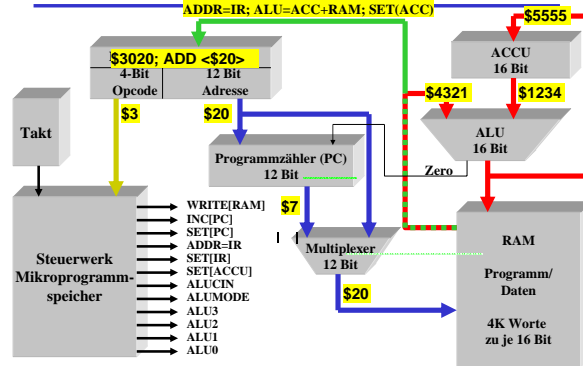 ADDR=IR; ALU=ACC+RAM; SET(ACC)
$5555
$3020; ADD <$20>
4-Bit
Opcode
12 Bit
Adresse
ACCU
16 Bit
$3
$20
$4321
$1234
Takt
ALU
16 Bit
Programmzähler (PC)
12 Bit
Zero
$7
WRITE[RAM]
INC[PC]
SET[PC]
ADDR=IR
SET[IR]
SET[ACCU]
ALUCIN
ALUMODE
ALU3
ALU2
ALU1
ALU0
Steuerwerk
Mikroprogramm-
speicher
Multiplexer
12 Bit
$20
RAM
Programm/
Daten
4K Worte
zu je 16 Bit